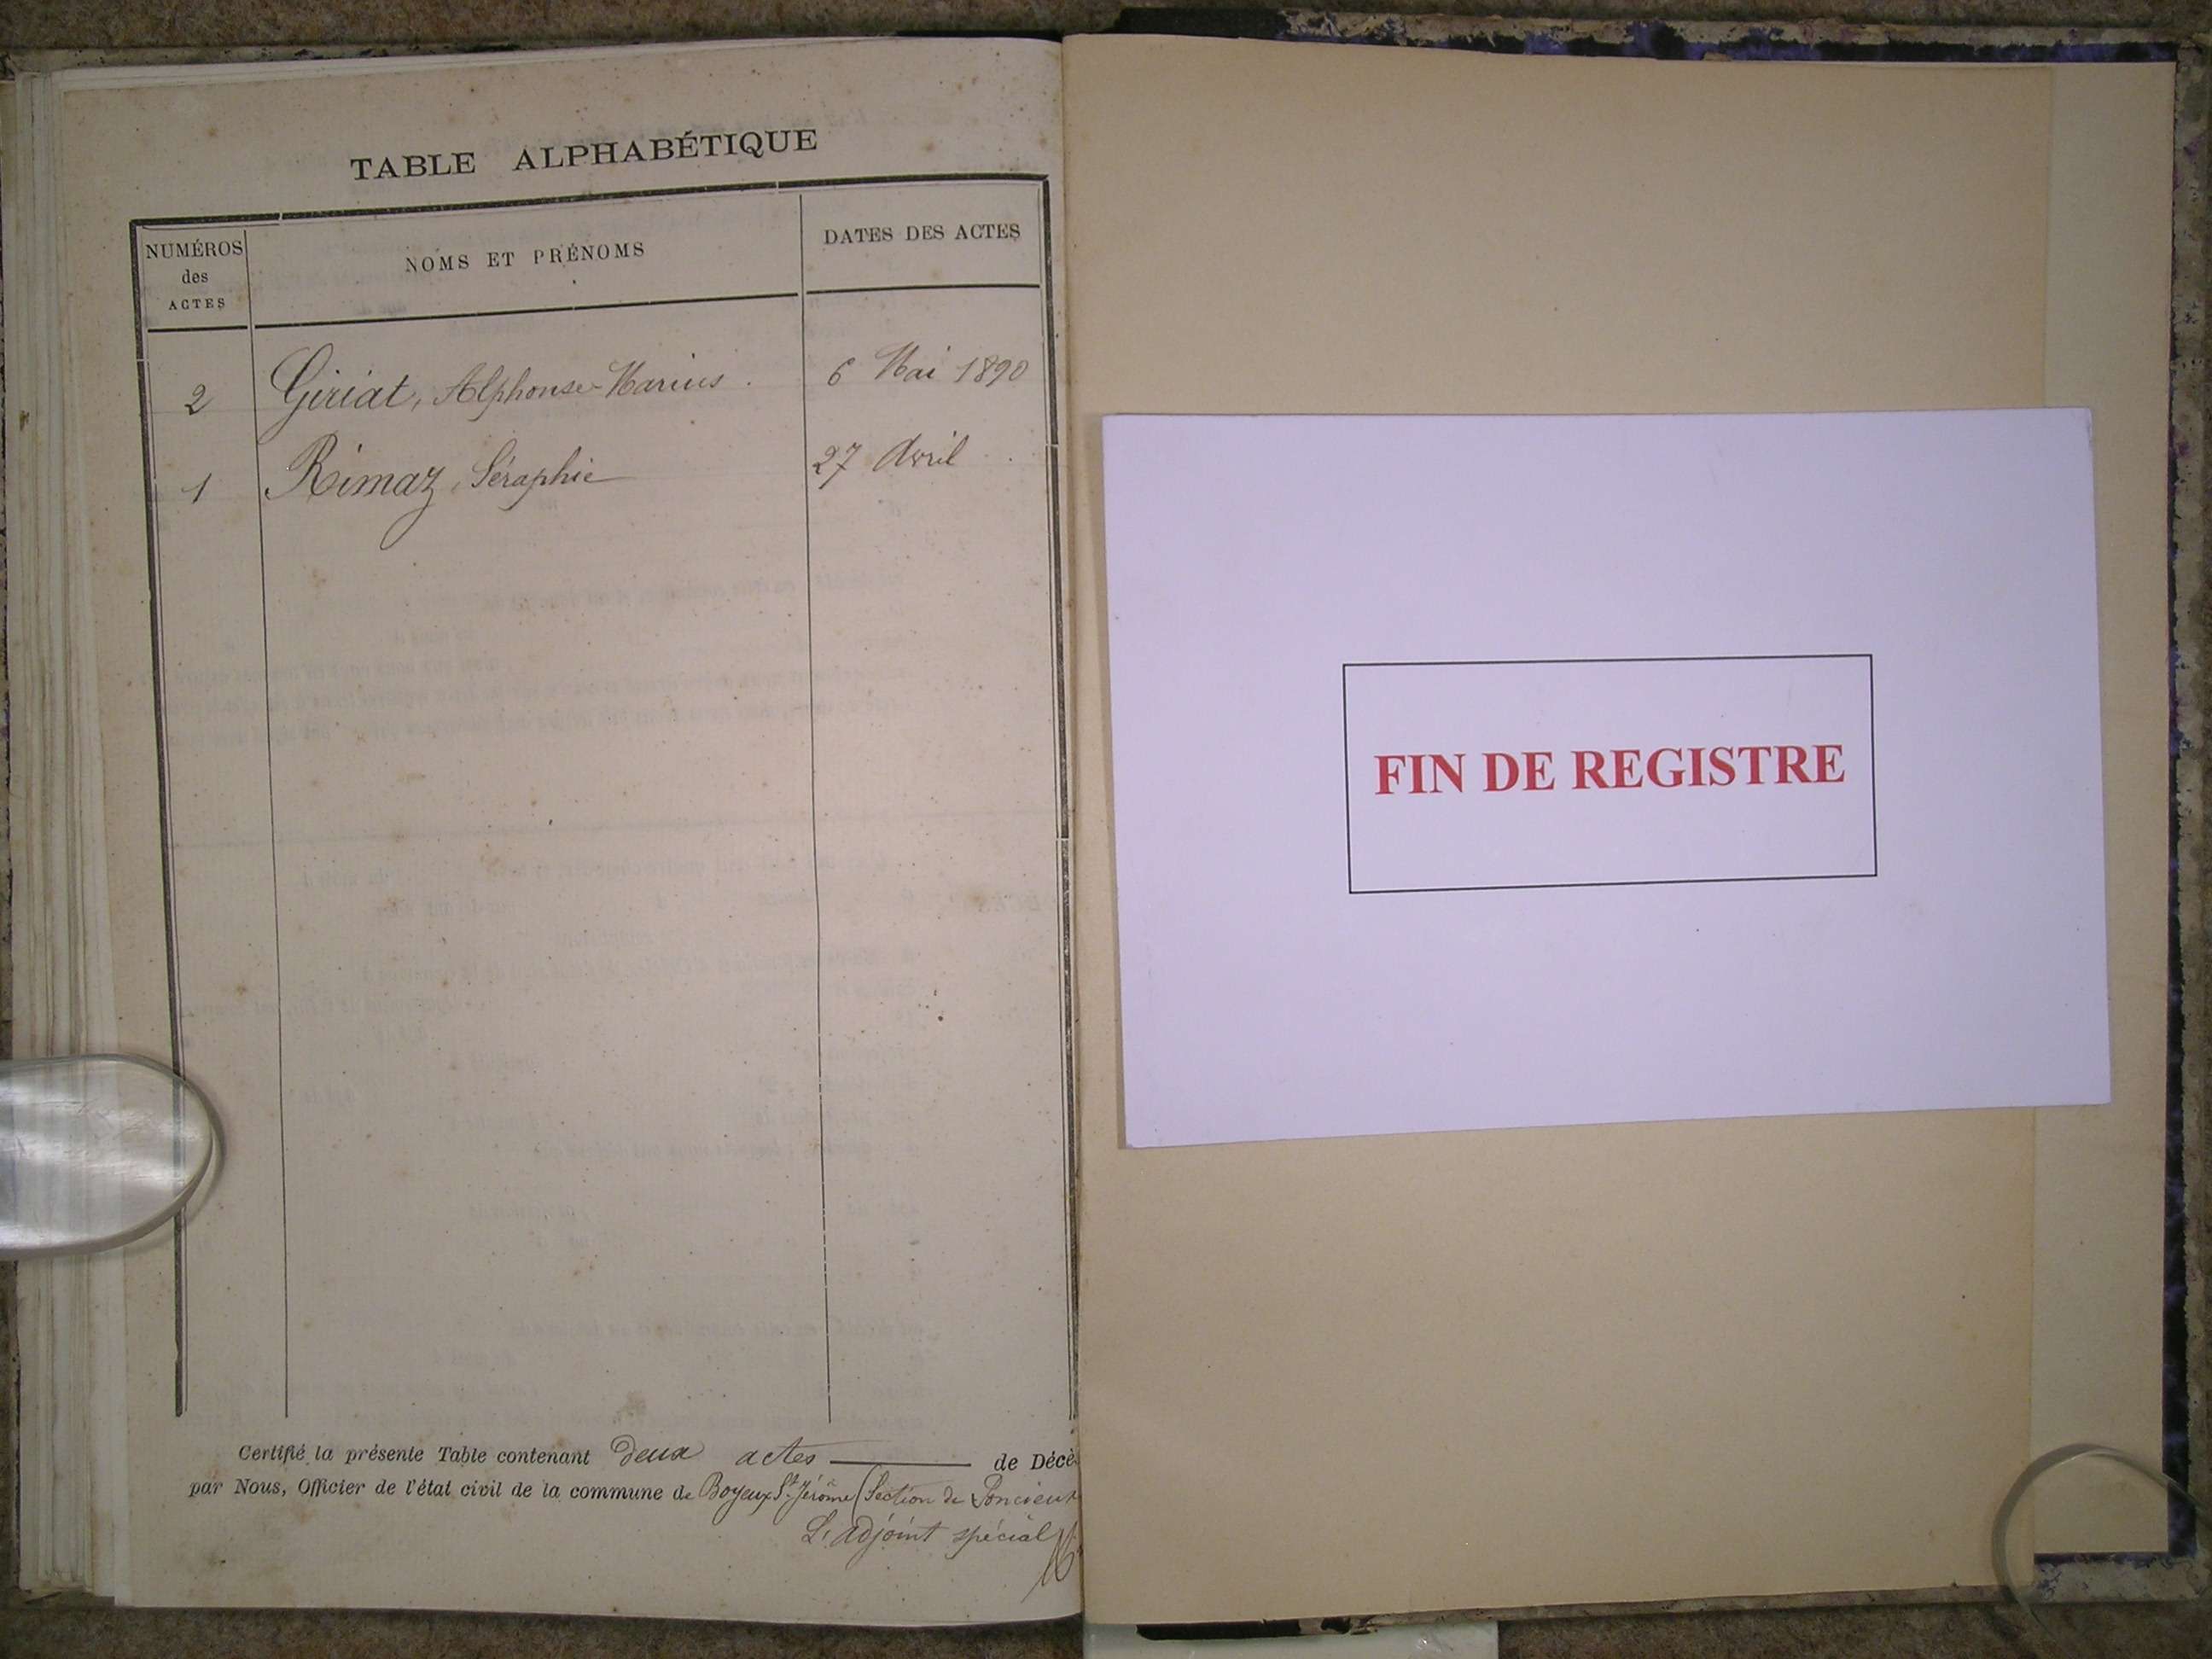 TABLE ALPHABÉTIQUE
NUMÉROS
des
ACTES
NOMS ET PRÉNOMS
DATES DES ACTES
2 Giriat, Alphonse-Marius. 6 Mai 1890
1 Rimaz, Séraphie 27 Avril
Certifié la présente Table contenant deux actes de Décè
par Nous, Officier de l'état civil de la commune de Boyeux St. Jérôme (Section de Poncieux
L'adjoint spécial
FIN DE REGISTRE